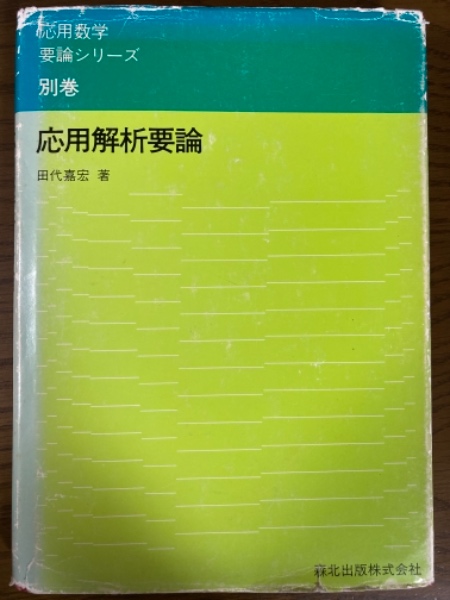 応用数学
要論シリーズ
別巻
応用解析要論
田代嘉宏 著
森北出版株式会社